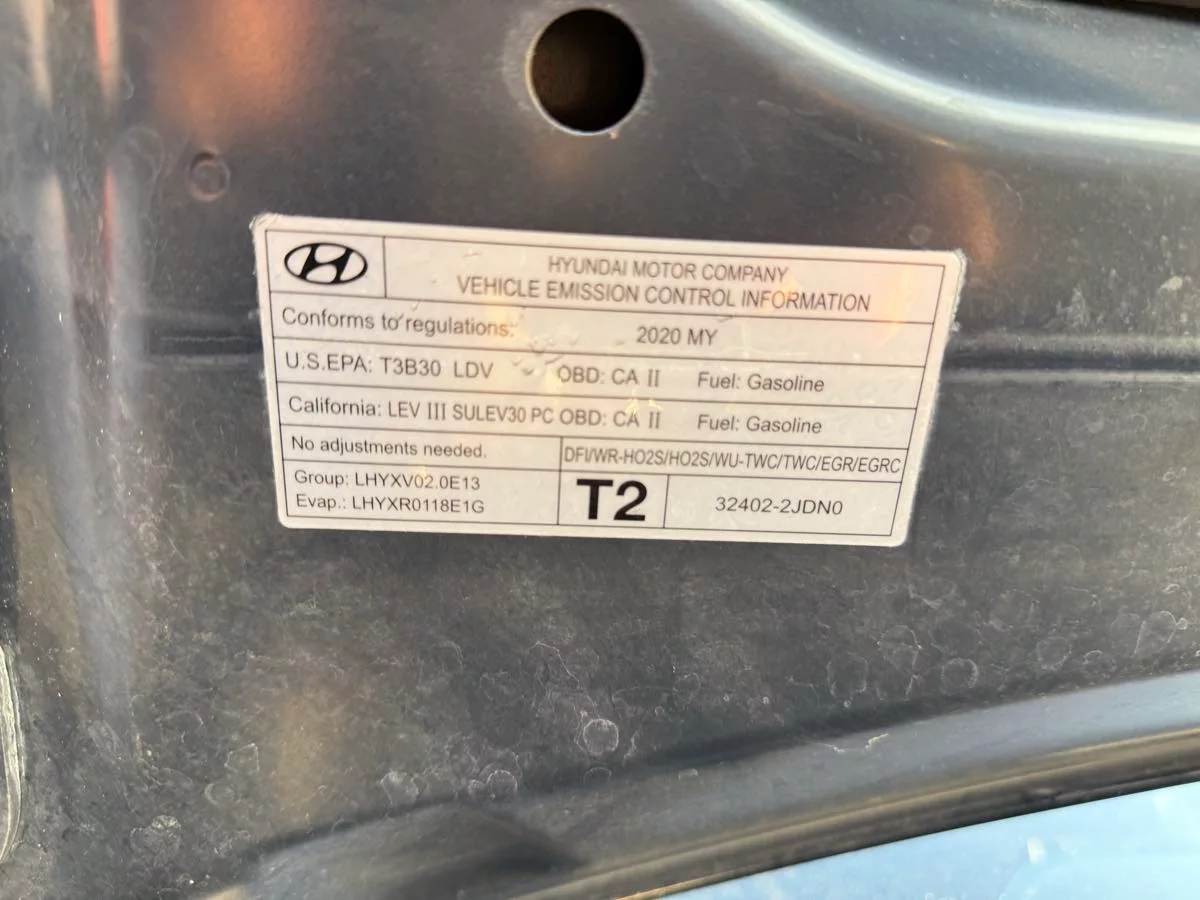 HYUNDAI MOTOR COMPANY
VEHICLE EMISSION CONTROL INFORMATION
Conforms to regulations: 2020 MY
U.S.EPA: T3B30 LDV OBD: CA II Fuel: Gasoline
California: LEV III SULEV30 PC OBD: CA II Fuel: Gasoline
No adjustments needed.
DFI/WR-HO2S/HO2S/WU-TWC/TWC/EGR/EGRC
Group: LHYXV02.0E13
Evap.: LHYXR0118E1G
T2
32402-2JDN0